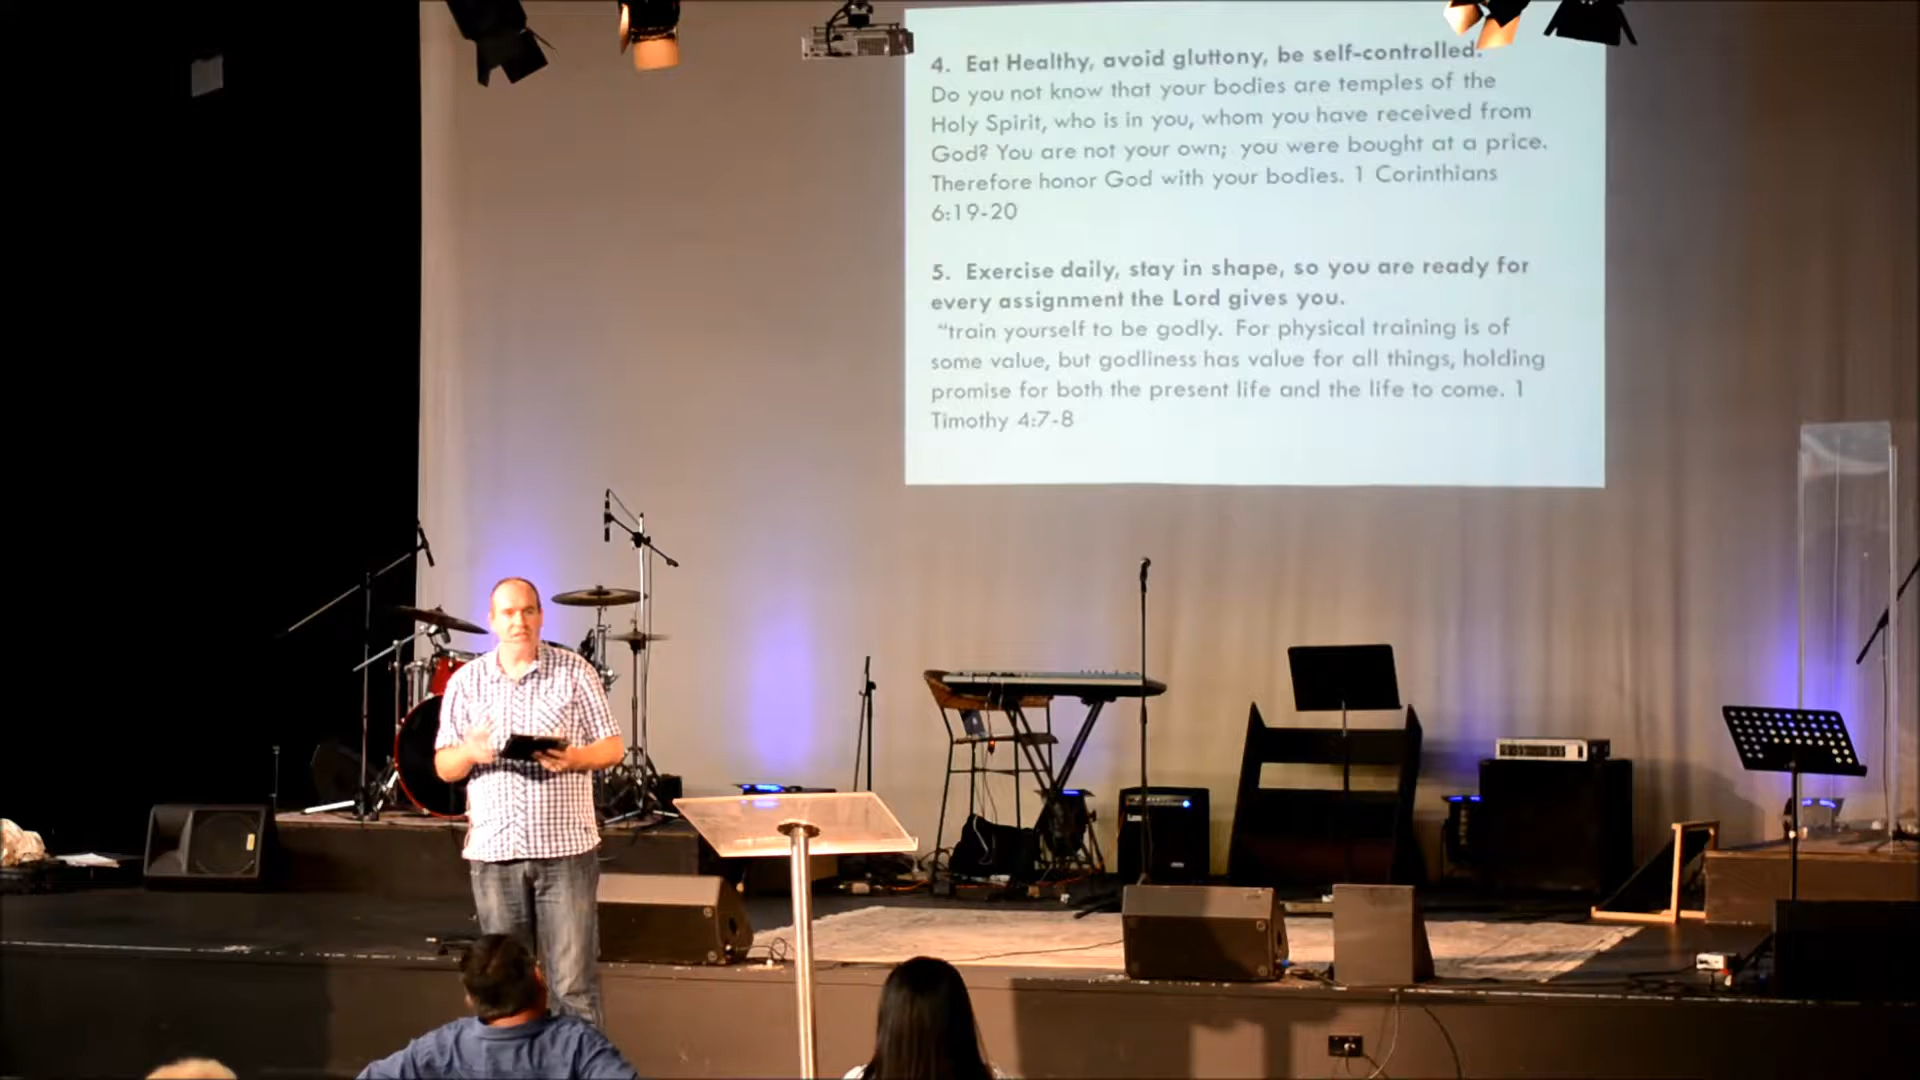 4. Eat Healthy, avoid gluttony, be self-controlled.
Do you not know that your bodies are temples of the
Holy Spirit, who is in you, whom you have received from
God? You are not your own; you were bought at a price.
Therefore honor God with your bodies. 1 Corinthians
6:19-20
5. Exercise daily, stay in shape, so you are ready for
every assignment the Lord gives you.
"train yourself to be godly. For physical training is of
some value, but godliness has value for all things, holding
promise for both the present life and the life to come. 1
Timothy 4:7-8